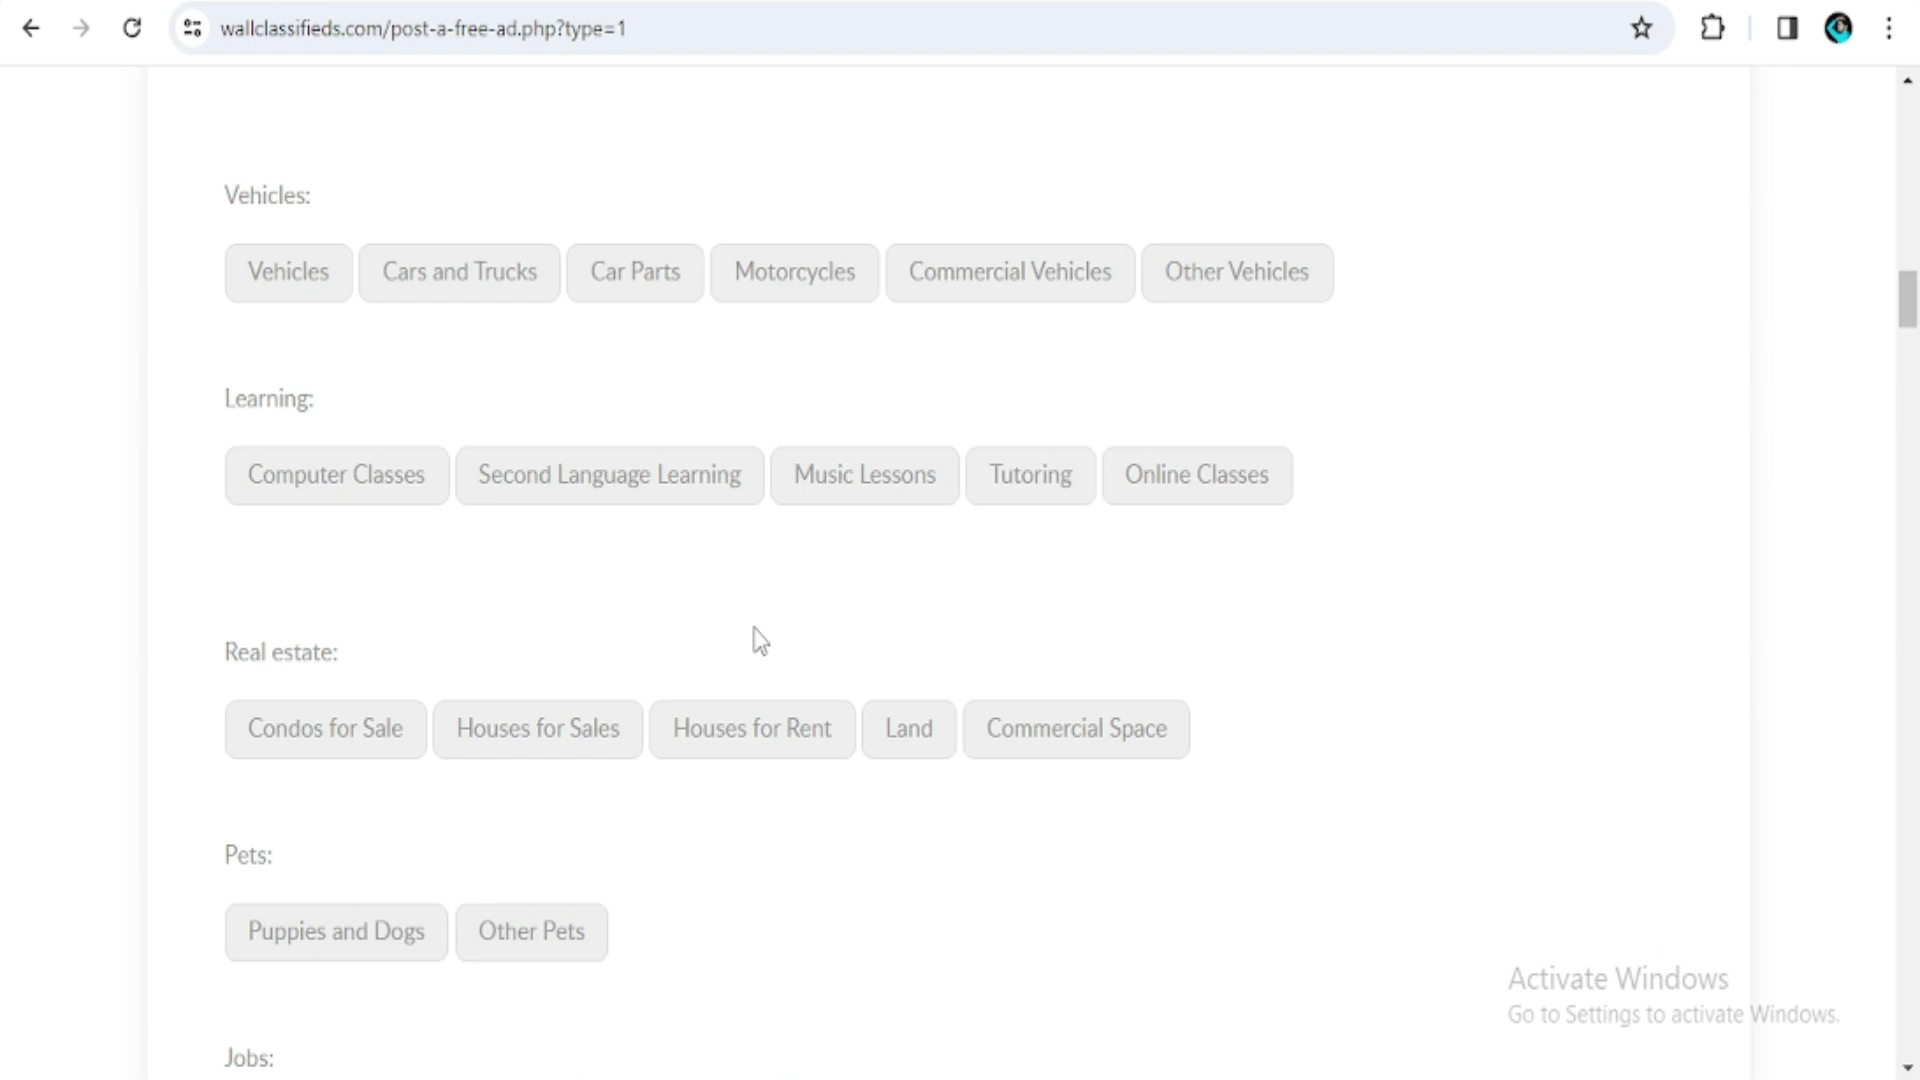 wallclassifieds.com/post-a-free-ad.php?type=1
Vehicles:
Vehicles Cars and Trucks Car Parts Motorcycles Commercial Vehicles Other Vehicles
Learning:
Computer Classes Second Language Learning Music Lessons Tutoring Online Classes
Real estate:
Condos for Sale Houses for Sales Houses for Rent Land Commercial Space
Pets:
Puppies and Dogs Other Pets
Activate Windows
Go to Settings to activate Windows.
Jobs: